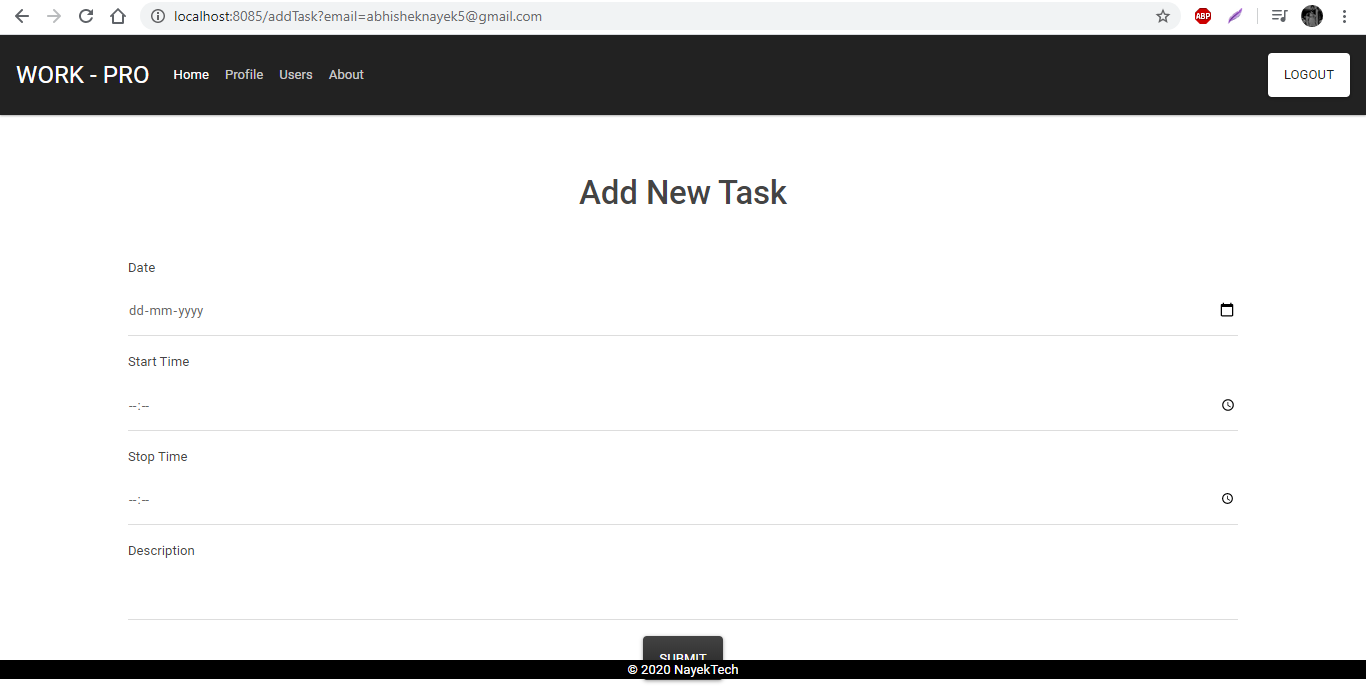 localhost:8085/addTask?email=abhisheknayek5@gmail.com
ABP
WORK - PRO Home Profile Users About LOGOUT
Add New Task
Date
dd-mm-yyyy
Start Time
--:--
Stop Time
--:--
Description
SUBMIT
© 2020 NayekTech